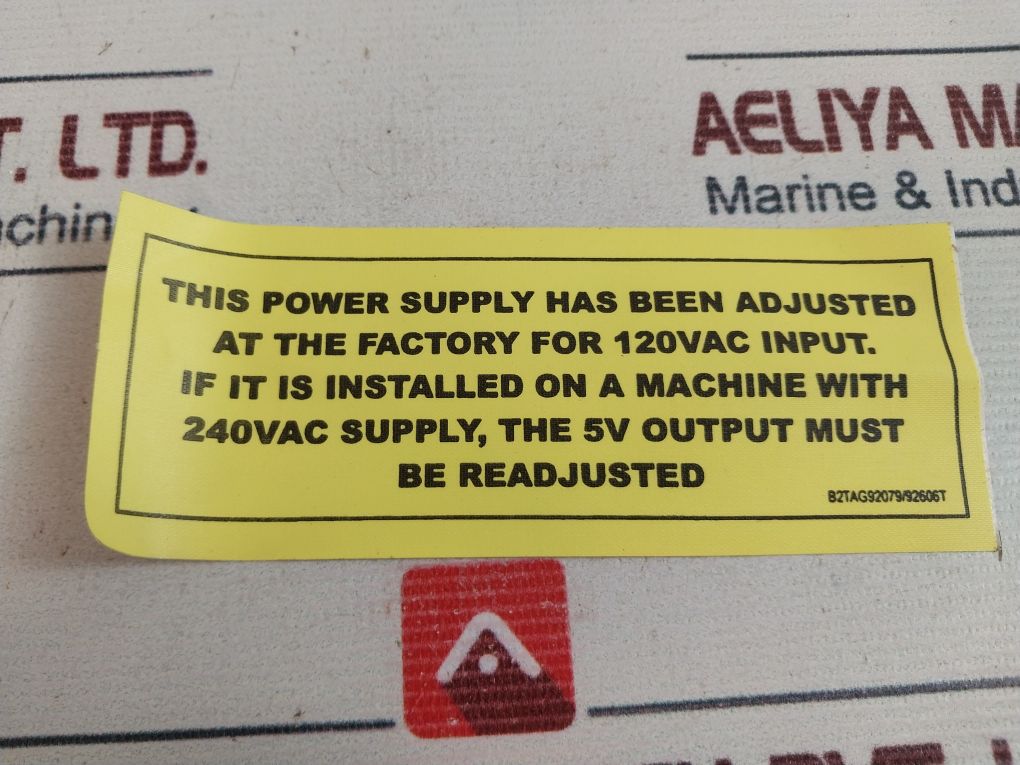 T. LTD.
AELIYA MA
Marine & Ind
THIS POWER SUPPLY HAS BEEN ADJUSTED
AT THE FACTORY FOR 120VAC INPUT.
IF IT IS INSTALLED ON A MACHINE WITH
240VAC SUPPLY, THE 5V OUTPUT MUST
BE READJUSTED
B2TAG92079/92606T